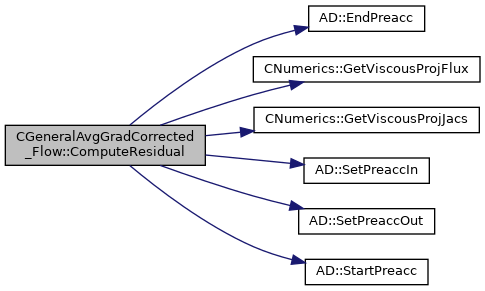 AD::EndPreacc
CNumerics::GetViscousProjFlux
CNumerics::GetViscousProjJacs
CGeneralAvgGradCorrected
_Flow::ComputeResidual
AD::SetPreaccIn
AD::SetPreaccOut
AD::StartPreacc